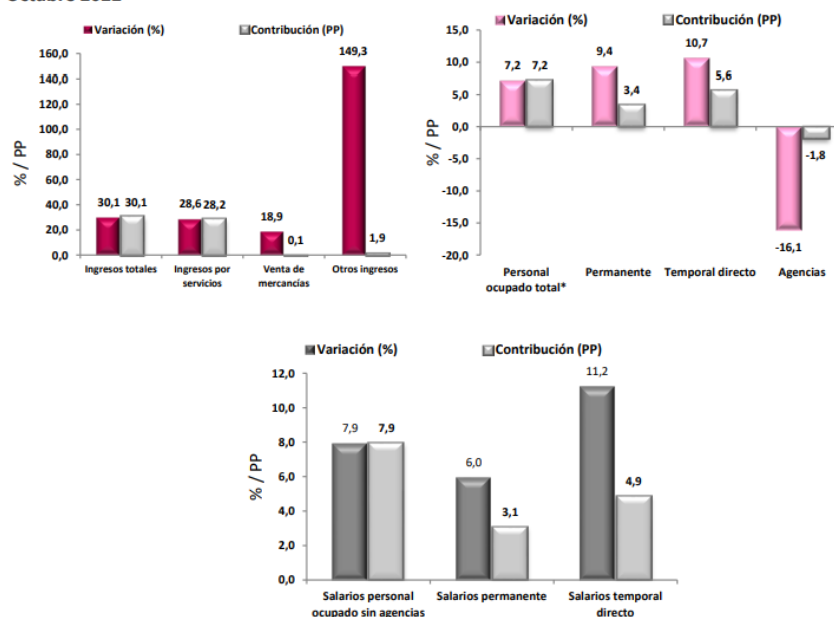 Variación (%) Contribución (PP)
160,0
140,0
120,0
100,0
80,0
60,0
40,0
20,0
0,0
% / PP
30,1 30,1
28,6 28,2
18,9
0,1
149,3
1,9
Ingresos totales
Ingresos por servicios
Venta de mercancías
Otros ingresos
Variación (%) Contribución (PP)
15,0
10,0
5,0
0,0
-5,0
-10,0
-15,0
-20,0
% / PP
7,2 7,2
9,4
3,4
10,7
5,6
-1,8
-16,1
Personal ocupado total*
Permanente
Temporal directo
Agencias
Variación (%) Contribución (PP)
12,0
10,0
8,0
6,0
4,0
2,0
0,0
% / PP
7,9 7,9
6,0
3,1
11,2
4,9
Salarios personal ocupado sin agencias
Salarios permanente
Salarios temporal directo